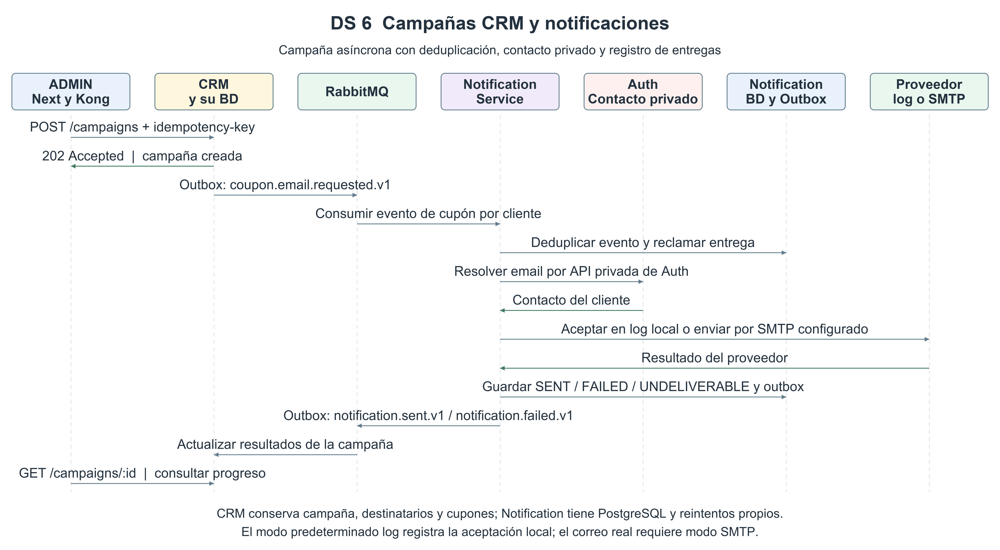 DS 6  Campañas CRM y notificaciones
Campaña asíncrona con deduplicación, contacto privado y registro de entregas
ADMIN
Next y Kong
CRM
y su BD
RabbitMQ
Notification
Service
Auth
Contacto privado
Notification
BD y Outbox
Proveedor
log o SMTP
POST /campaigns + idempotency-key
202 Accepted  |  campaña creada
Outbox: coupon.email.requested.v1
Consumir evento de cupón por cliente
Deduplicar evento y reclamar entrega
Resolver email por API privada de Auth
Contacto del cliente
Aceptar en log local o enviar por SMTP configurado
Resultado del proveedor
Guardar SENT / FAILED / UNDELIVERABLE y outbox
Outbox: notification.sent.v1 / notification.failed.v1
Actualizar resultados de la campaña
GET /campaigns/:id  |  consultar progreso
CRM conserva campaña, destinatarios y cupones; Notification tiene PostgreSQL y reintentos propios.
El modo predeterminado log registra la aceptación local; el correo real requiere modo SMTP.